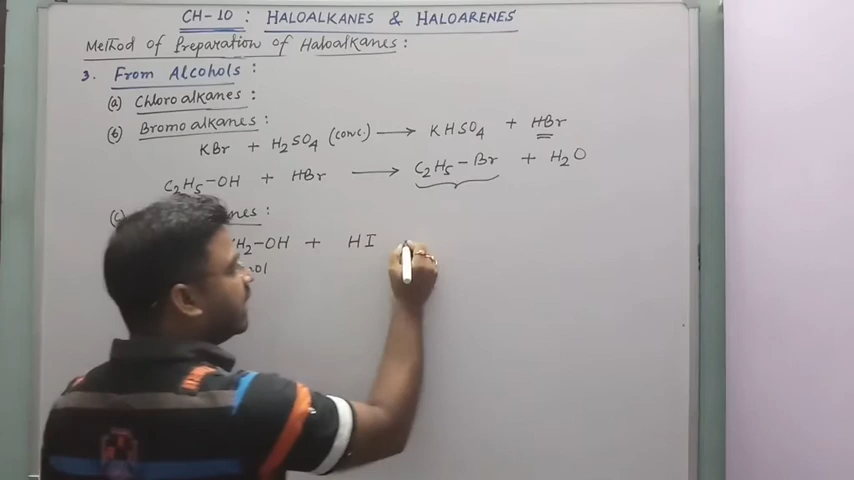 CH-10 : HALOALKANES & HALOARENES
Method of Preparation of Haloalkanes :
3. From Alcohols :
(a) Chloroalkanes :
(b) Bromoalkanes :
KBr + H₂SO₄ (conc.) → KHSO₄ + HBr
C₂H₅-OH + HBr → C₂H₅-Br + H₂O
(c) :
H₂-OH + HI